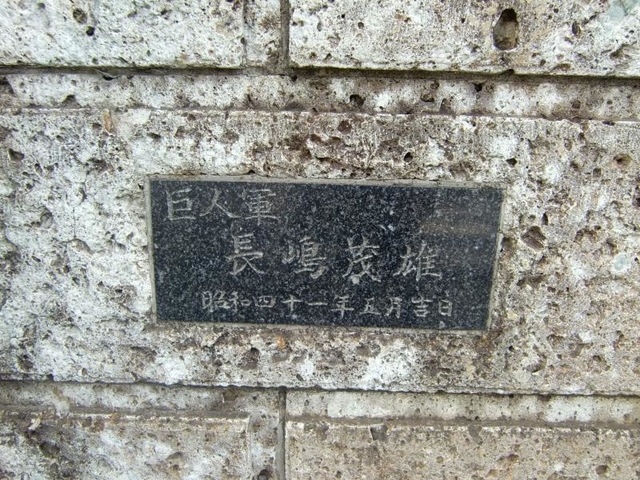 巨人軍
長嶋茂雄
昭和四十一年五月吉日